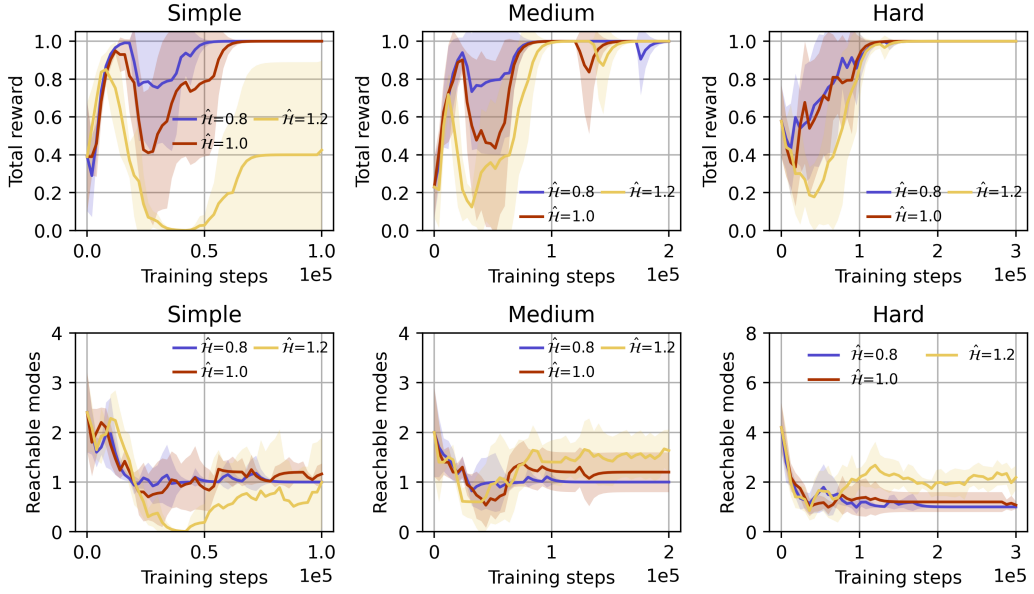 Simple
Total reward
1.0
0.8
0.6
0.4
0.2
0.0
Ĥ=0.8
Ĥ=1.2
Ĥ=1.0
0.0
0.5
1.0
Training steps
1e5
Medium
Total reward
1.0
0.8
0.6
0.4
0.2
0.0
Ĥ=0.8
Ĥ=1.2
Ĥ=1.0
0
1
2
Training steps
1e5
Hard
Total reward
1.0
0.8
0.6
0.4
0.2
0.0
Ĥ=0.8
Ĥ=1.2
Ĥ=1.0
0
1
2
3
Training steps
1e5
Simple
Reachable modes
4
3
2
1
0
Ĥ=0.8
Ĥ=1.2
Ĥ=1.0
0.0
0.5
1.0
Training steps
1e5
Medium
Reachable modes
4
3
2
1
0
Ĥ=0.8
Ĥ=1.2
Ĥ=1.0
0
1
2
Training steps
1e5
Hard
Reachable modes
8
6
4
2
0
Ĥ=0.8
Ĥ=1.2
Ĥ=1.0
0
1
2
3
Training steps
1e5